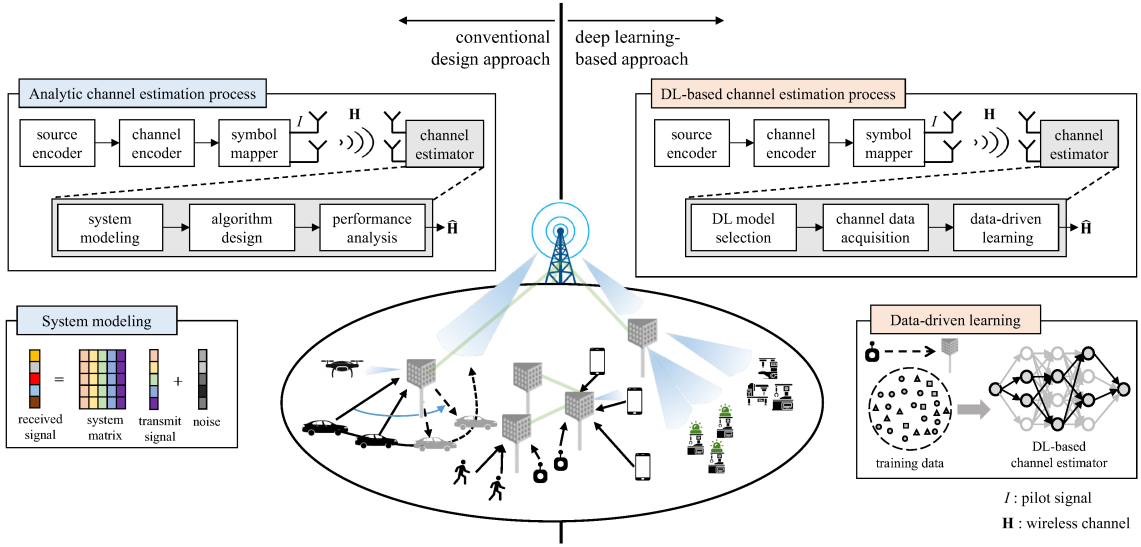 conventional
design approach
deep learning-
based approach
Analytic channel estimation process
source
encoder
channel
encoder
symbol
mapper
I
H
channel
estimator
system
modeling
algorithm
design
performance
analysis
Ĥ
DL-based channel estimation process
source
encoder
channel
encoder
symbol
mapper
I
H
channel
estimator
DL model
selection
channel data
acquisition
data-driven
learning
Ĥ
System modeling
=
+
received
signal
system
matrix
transmit
signal
noise
Data-driven learning
training data
DL-based
channel estimator
I : pilot signal
H : wireless channel